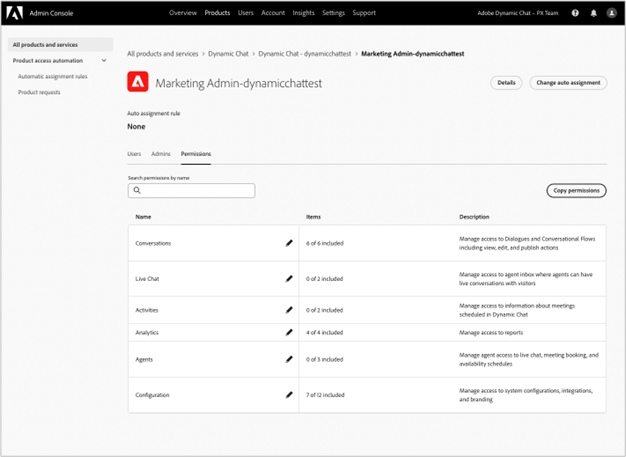 Admin Console
Overview Products Users Account Insights Settings Support
Adobe Dynamic Chat – PX Team
All products and services
Product access automation
Automatic assignment rules
Product requests
All products and services > Dynamic Chat > Dynamic Chat - dynamicchattest > Marketing Admin-dynamicchattest
Marketing Admin-dynamicchattest
Details
Change auto assignment
Auto assignment rule
None
Users Admins Permissions
Search permissions by name
Copy permissions
Name Items Description
Conversations 6 of 6 included Manage access to Dialogues and Conversational Flows
including view, edit, and publish actions
Live Chat 0 of 2 included Manage access to agent inbox where agents can have
live conversations with visitors
Activities 0 of 2 included Manage access to information about meetings
scheduled in Dynamic Chat
Analytics 4 of 4 included Manage access to reports
Agents 0 of 3 included Manage agent access to live chat, meeting booking, and
availability schedules
Configuration 7 of 12 included Manage access to system configurations, integrations,
and branding